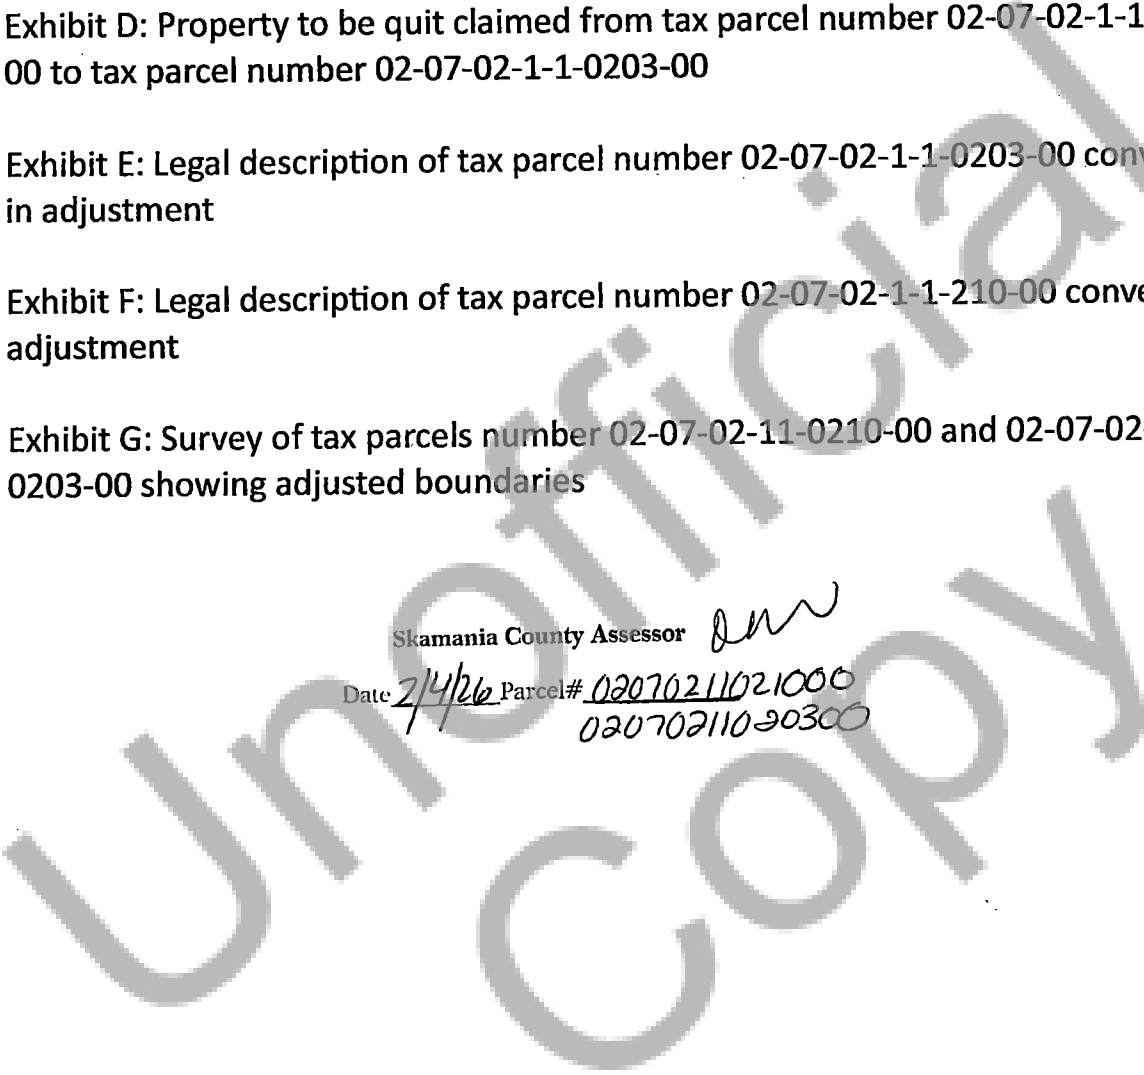 Exhibit D: Property to be quit claimed from tax parcel number 02-07-02-1-1
00 to tax parcel number 02-07-02-1-1-0203-00
Exhibit E: Legal description of tax parcel number 02-07-02-1-1-0203-00 conv
in adjustment
Exhibit F: Legal description of tax parcel number 02-07-02-1-1-210-00 conve
adjustment
Exhibit G: Survey of tax parcels number 02-07-02-11-0210-00 and 02-07-02-
0203-00 showing adjusted boundaries
Skamania County Assessor
Date 2/4/26 Parcel# 02070211021000
02070211020300
Unofficial
Copy